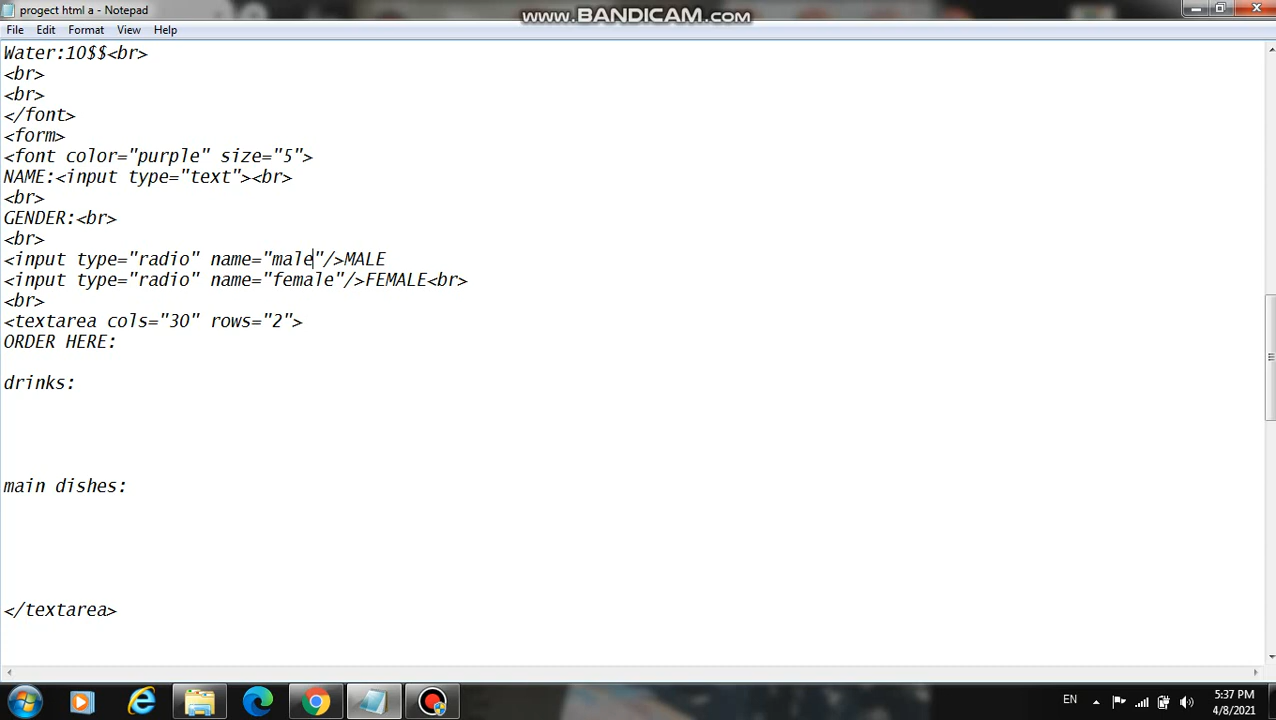 progect html a - Notepad
www.BANDICAM.com
File Edit Format View Help
Water:10$$<br>
<br>
<br>
</font>
<form>
<font color="purple" size="5">
NAME:<input type="text"><br>
<br>
GENDER:<br>
<br>
<input type="radio" name="male"/>MALE
<input type="radio" name="female"/>FEMALE<br>
<br>
<textarea cols="30" rows="2">
ORDER HERE:
drinks:
main dishes:
</textarea>
EN
5:37 PM
4/8/2021